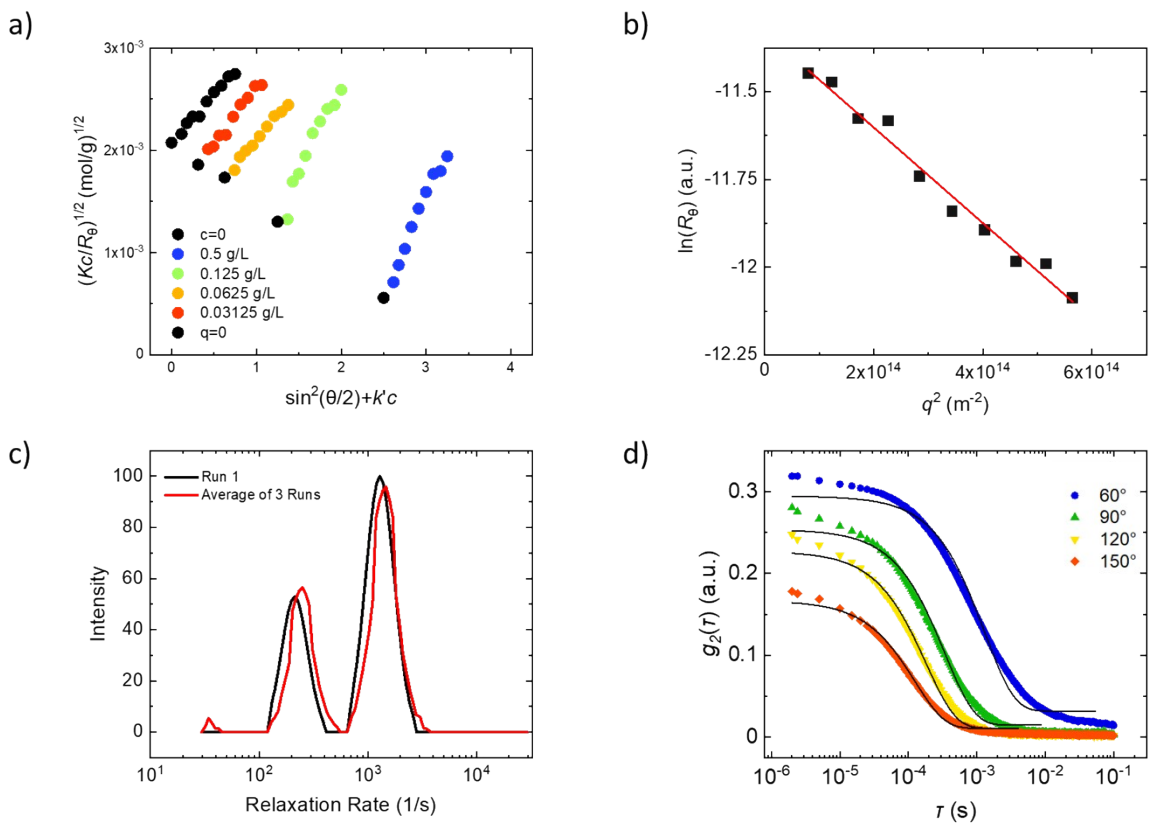 a)
(Kc/Rθ)^1/2 (mol/g)^1/2
3x10^-3
2x10^-3
1x10^-3
0
c=0
0.5 g/L
0.125 g/L
0.0625 g/L
0.03125 g/L
q=0
0 1 2 3 4
sin²(θ/2)+k'c
b)
ln(Rθ) (a.u.)
-11.5
-11.75
-12
-12.25
0 2x10^14 4x10^14 6x10^14
q² (m^-2)
c)
Intensity
100
80
60
40
20
0
Run 1
Average of 3 Runs
10^1 10^2 10^3 10^4
Relaxation Rate (1/s)
d)
g₂(τ) (a.u.)
0.3
0.2
0.1
0
60°
90°
120°
150°
10^-6 10^-5 10^-4 10^-3 10^-2 10^-1
τ (s)